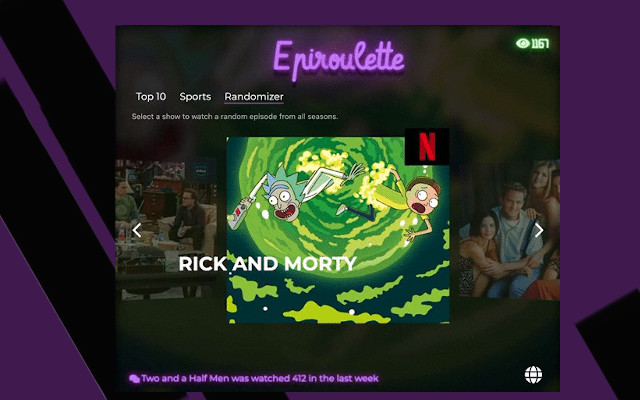 Epiroulette
1167
Top 10 Sports Randomizer
Select a show to watch a random episode from all seasons.
N
RICK AND MORTY
Two and a Half Men was watched 412 in the last week